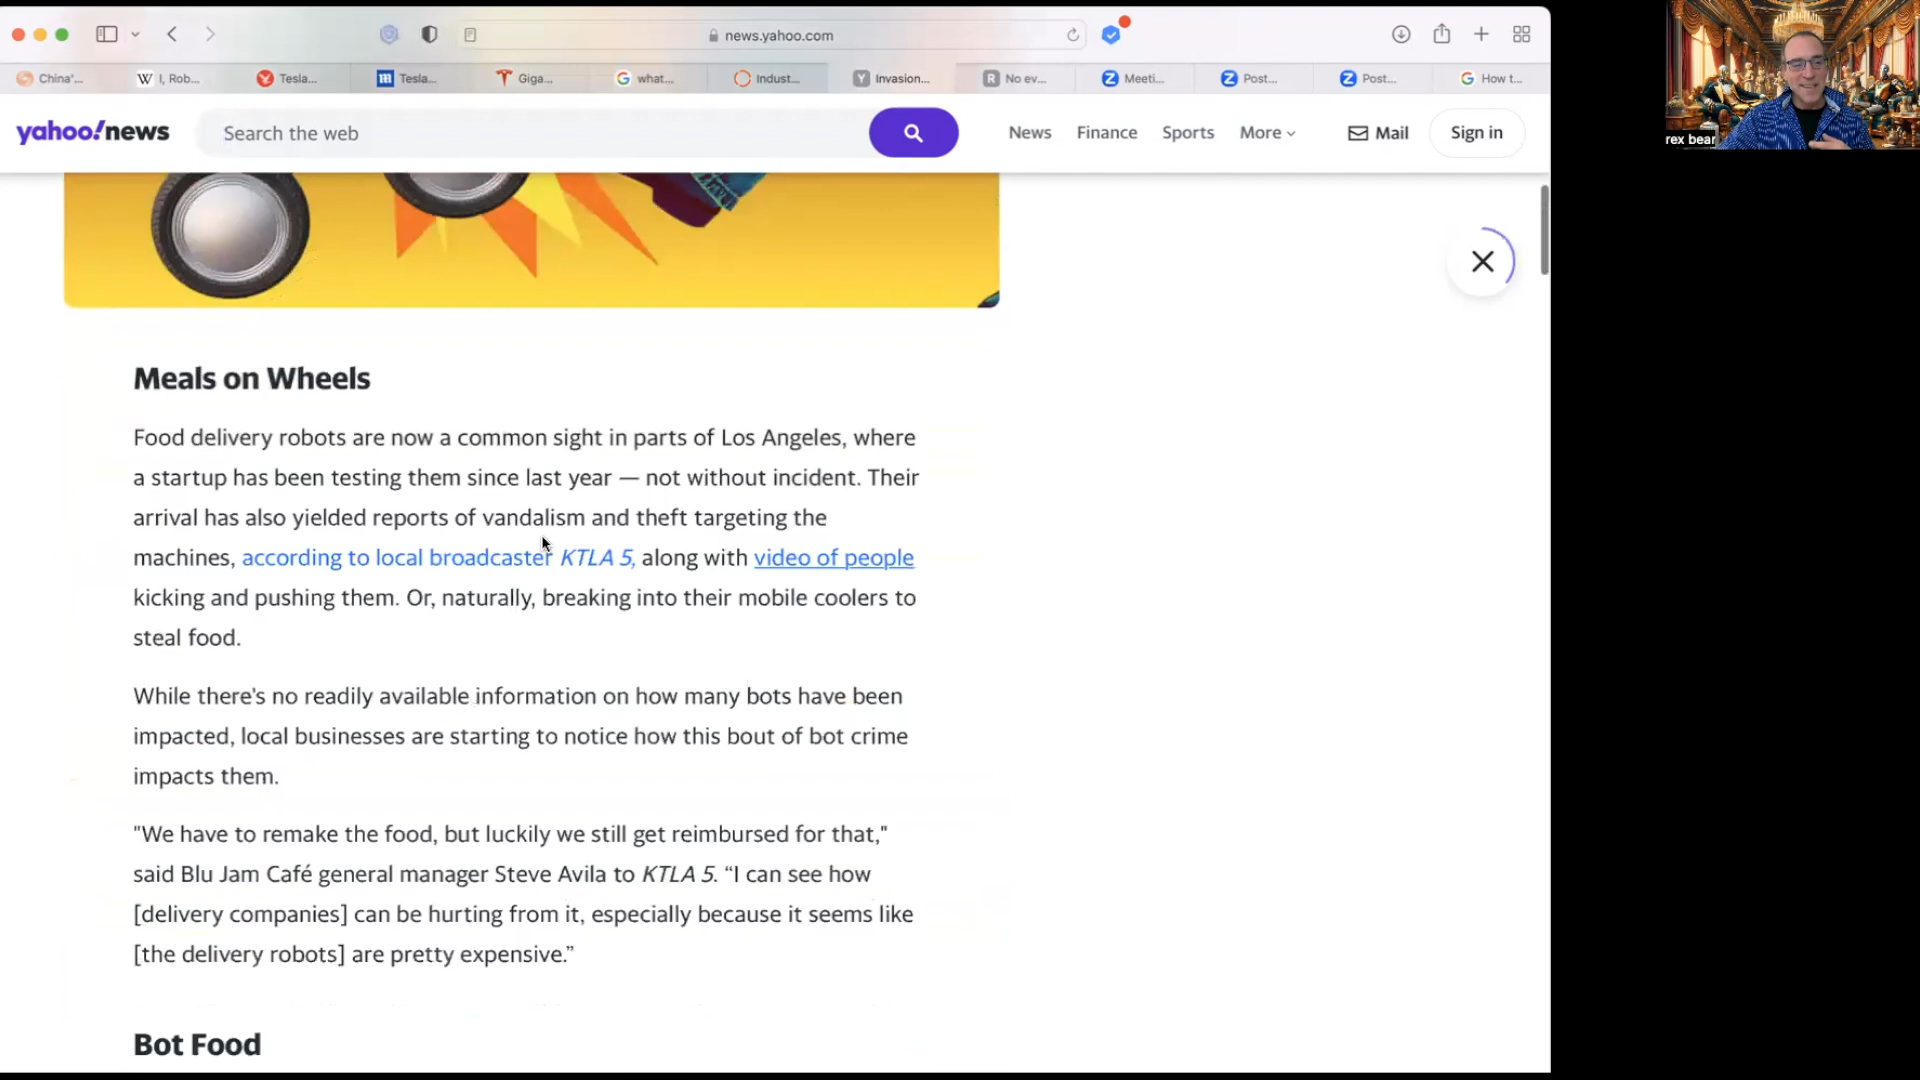 news.yahoo.com
China'...
W I, Rob...
Tesla...
m Tesla...
T Giga...
G what...
Indust...
Y Invasion...
R No ev...
Z Meeti...
Z Post...
Z Post...
G How t...
yahoo!news
Search the web
News
Finance
Sports
More
Mail
Sign in
rex bear
Meals on Wheels
Food delivery robots are now a common sight in parts of Los Angeles, where
a startup has been testing them since last year — not without incident. Their
arrival has also yielded reports of vandalism and theft targeting the
machines, according to local broadcaster KTLA 5, along with video of people
kicking and pushing them. Or, naturally, breaking into their mobile coolers to
steal food.
While there's no readily available information on how many bots have been
impacted, local businesses are starting to notice how this bout of bot crime
impacts them.
"We have to remake the food, but luckily we still get reimbursed for that,"
said Blu Jam Café general manager Steve Avila to KTLA 5. “I can see how
[delivery companies] can be hurting from it, especially because it seems like
[the delivery robots] are pretty expensive.”
Bot Food